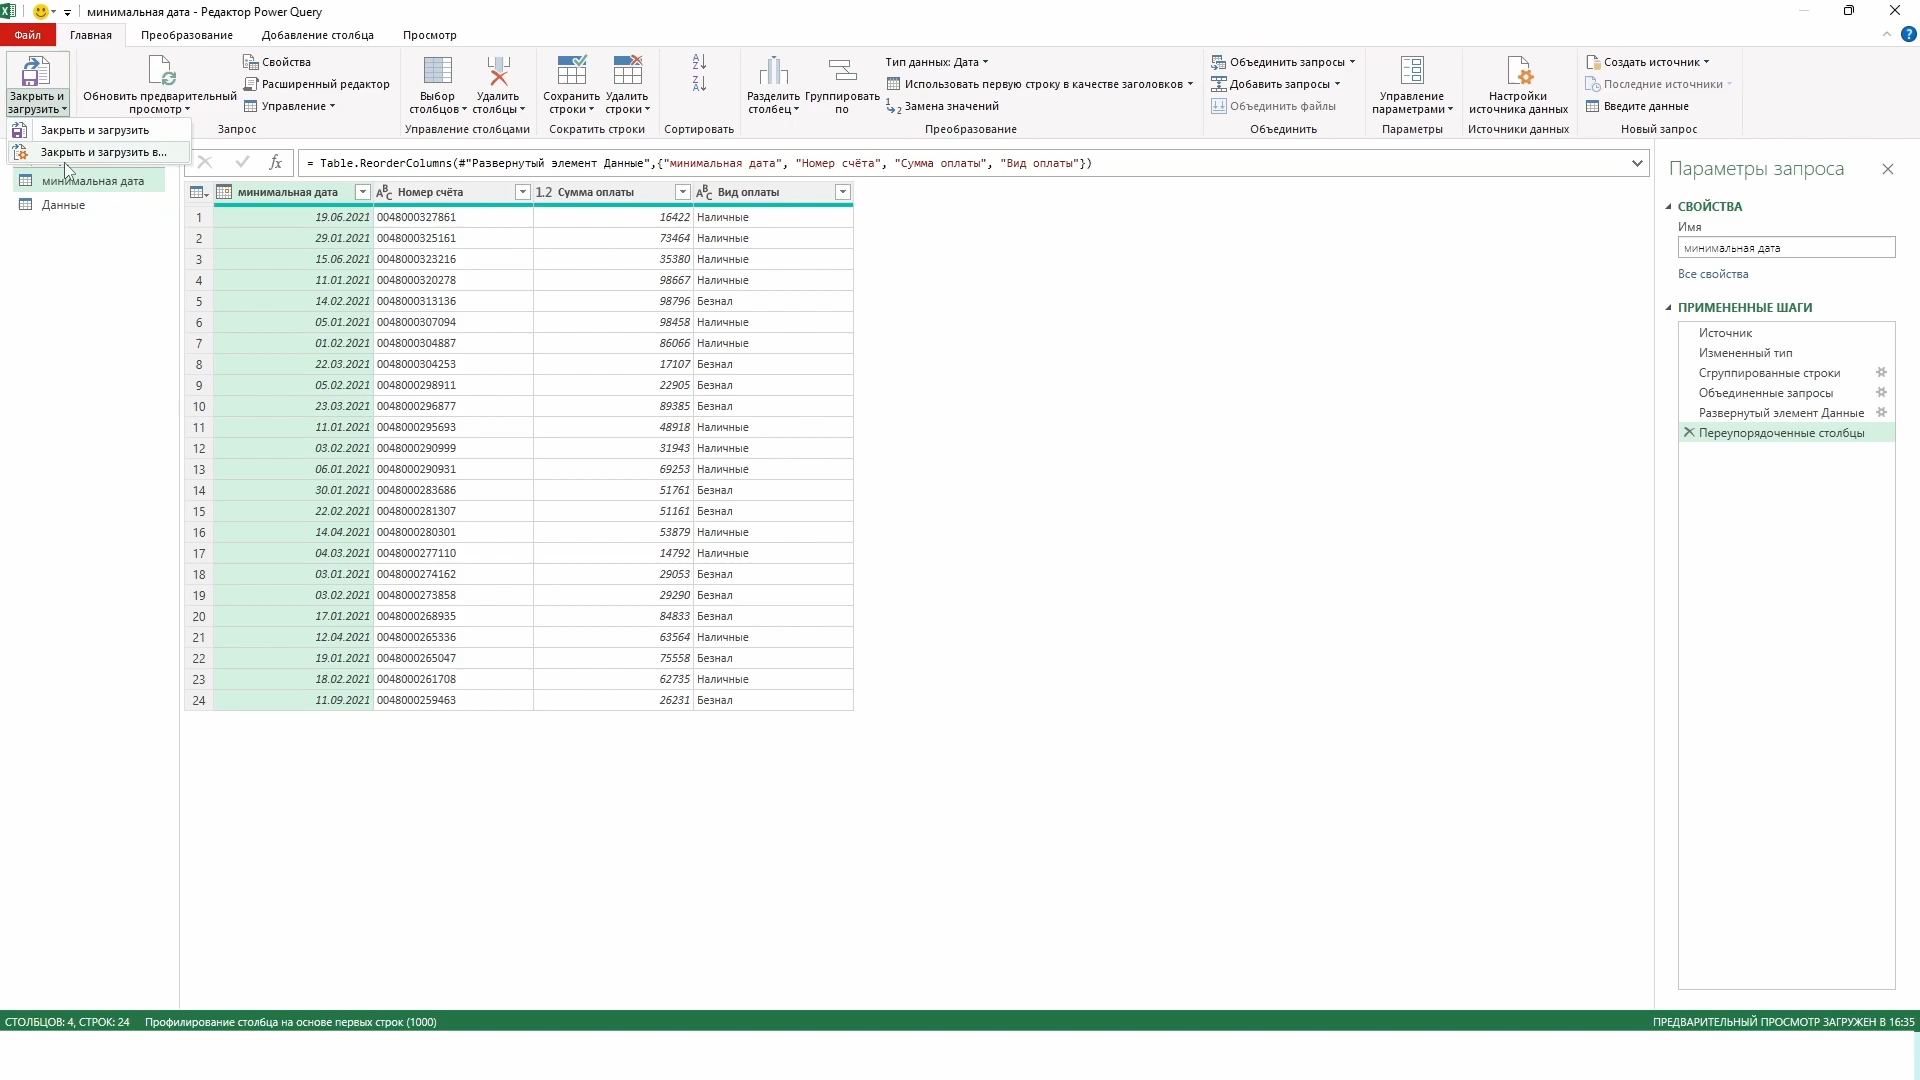 минимальная дата - Редактор Power Query
Файл Главная Преобразование Добавление столбца Просмотр
Закрыть и загрузить
Обновить предварительный просмотр
Свойства
Расширенный редактор
Управление
Запрос
Выбор столбцов
Удалить столбцы
Управление столбцами
Сохранить строки
Удалить строки
Сократить строки
Сортировать
Разделить столбец
Группировать по
Тип данных: Дата
Использовать первую строку в качестве заголовков
Замена значений
Преобразование
Объединить запросы
Добавить запросы
Объединить файлы
Объединить
Управление параметрами
Параметры
Настройки источника данных
Источники данных
Создать источник
Последние источники
Введите данные
Новый запрос
Закрыть и загрузить
Закрыть и загрузить в...
минимальная дата
Данные
fx = Table.ReorderColumns(#"Развернутый элемент Данные",{"минимальная дата", "Номер счёта", "Сумма оплаты", "Вид оплаты"})
минимальная дата ABC Номер счёта 1.2 Сумма оплаты ABC Вид оплаты
1 19.06.2021 0048000327861 16422 Наличные
2 29.01.2021 0048000325161 73464 Наличные
3 15.06.2021 0048000323216 35380 Наличные
4 11.01.2021 0048000320278 98667 Наличные
5 14.02.2021 0048000313136 98796 Безнал
6 05.01.2021 0048000307094 98458 Наличные
7 01.02.2021 0048000304887 86066 Наличные
8 22.03.2021 0048000304253 17107 Безнал
9 05.02.2021 0048000298911 22905 Безнал
10 23.03.2021 0048000296877 89385 Безнал
11 11.01.2021 0048000295693 48918 Наличные
12 03.02.2021 0048000290999 31943 Наличные
13 06.01.2021 0048000290931 69253 Наличные
14 30.01.2021 0048000283686 51761 Безнал
15 22.02.2021 0048000281307 51161 Безнал
16 14.04.2021 0048000280301 53879 Наличные
17 04.03.2021 0048000277110 14792 Наличные
18 03.01.2021 0048000274162 29053 Безнал
19 03.02.2021 0048000273858 29290 Безнал
20 17.01.2021 0048000268935 84833 Безнал
21 12.04.2021 0048000265336 63564 Наличные
22 19.01.2021 0048000265047 75558 Безнал
23 18.02.2021 0048000261708 62735 Наличные
24 11.09.2021 0048000259463 26231 Безнал
Параметры запроса
СВОЙСТВА
Имя
минимальная дата
Все свойства
ПРИМЕНЕННЫЕ ШАГИ
Источник
Измененный тип
Сгруппированные строки
Объединенные запросы
Развернутый элемент Данные
Переупорядоченные столбцы
СТОЛБЦОВ: 4, СТРОК: 24 Профилирование столбца на основе первых строк (1000)
ПРЕДВАРИТЕЛЬНЫЙ ПРОСМОТР ЗАГРУЖЕН В 16:35